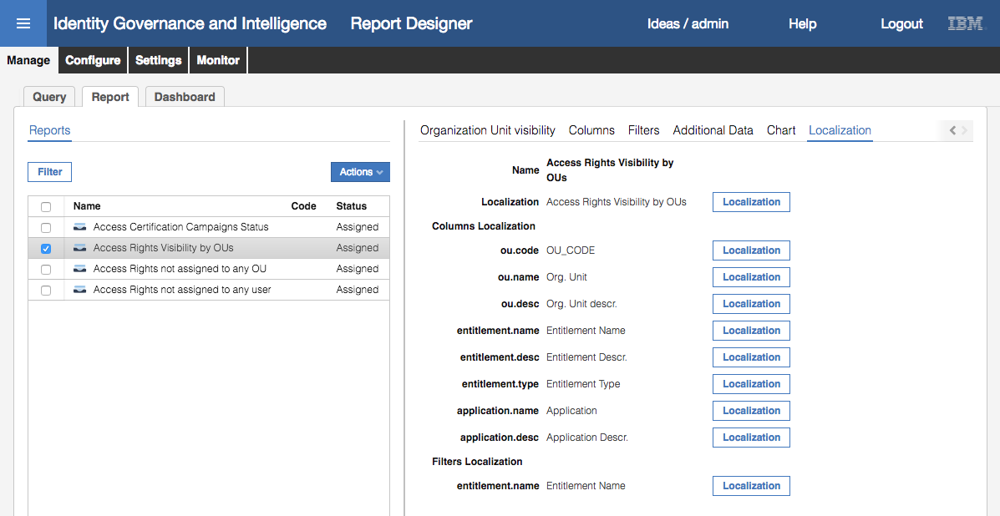 Identity Governance and Intelligence Report Designer Ideas / admin Help Logout IBM
Manage Configure Settings Monitor
Query Report Dashboard
Reports
Filter Actions
Name Code Status
Access Certification Campaigns Status Assigned
Access Rights Visibility by OUs Assigned
Access Rights not assigned to any OU Assigned
Access Rights not assigned to any user Assigned
Organization Unit visibility Columns Filters Additional Data Chart Localization
Name Access Rights Visibility by
OUs
Localization Access Rights Visibility by OUs Localization
Columns Localization
ou.code OU_CODE Localization
ou.name Org. Unit Localization
ou.desc Org. Unit descr. Localization
entitlement.name Entitlement Name Localization
entitlement.desc Entitlement Descr. Localization
entitlement.type Entitlement Type Localization
application.name Application Localization
application.desc Application Descr. Localization
Filters Localization
entitlement.name Entitlement Name Localization